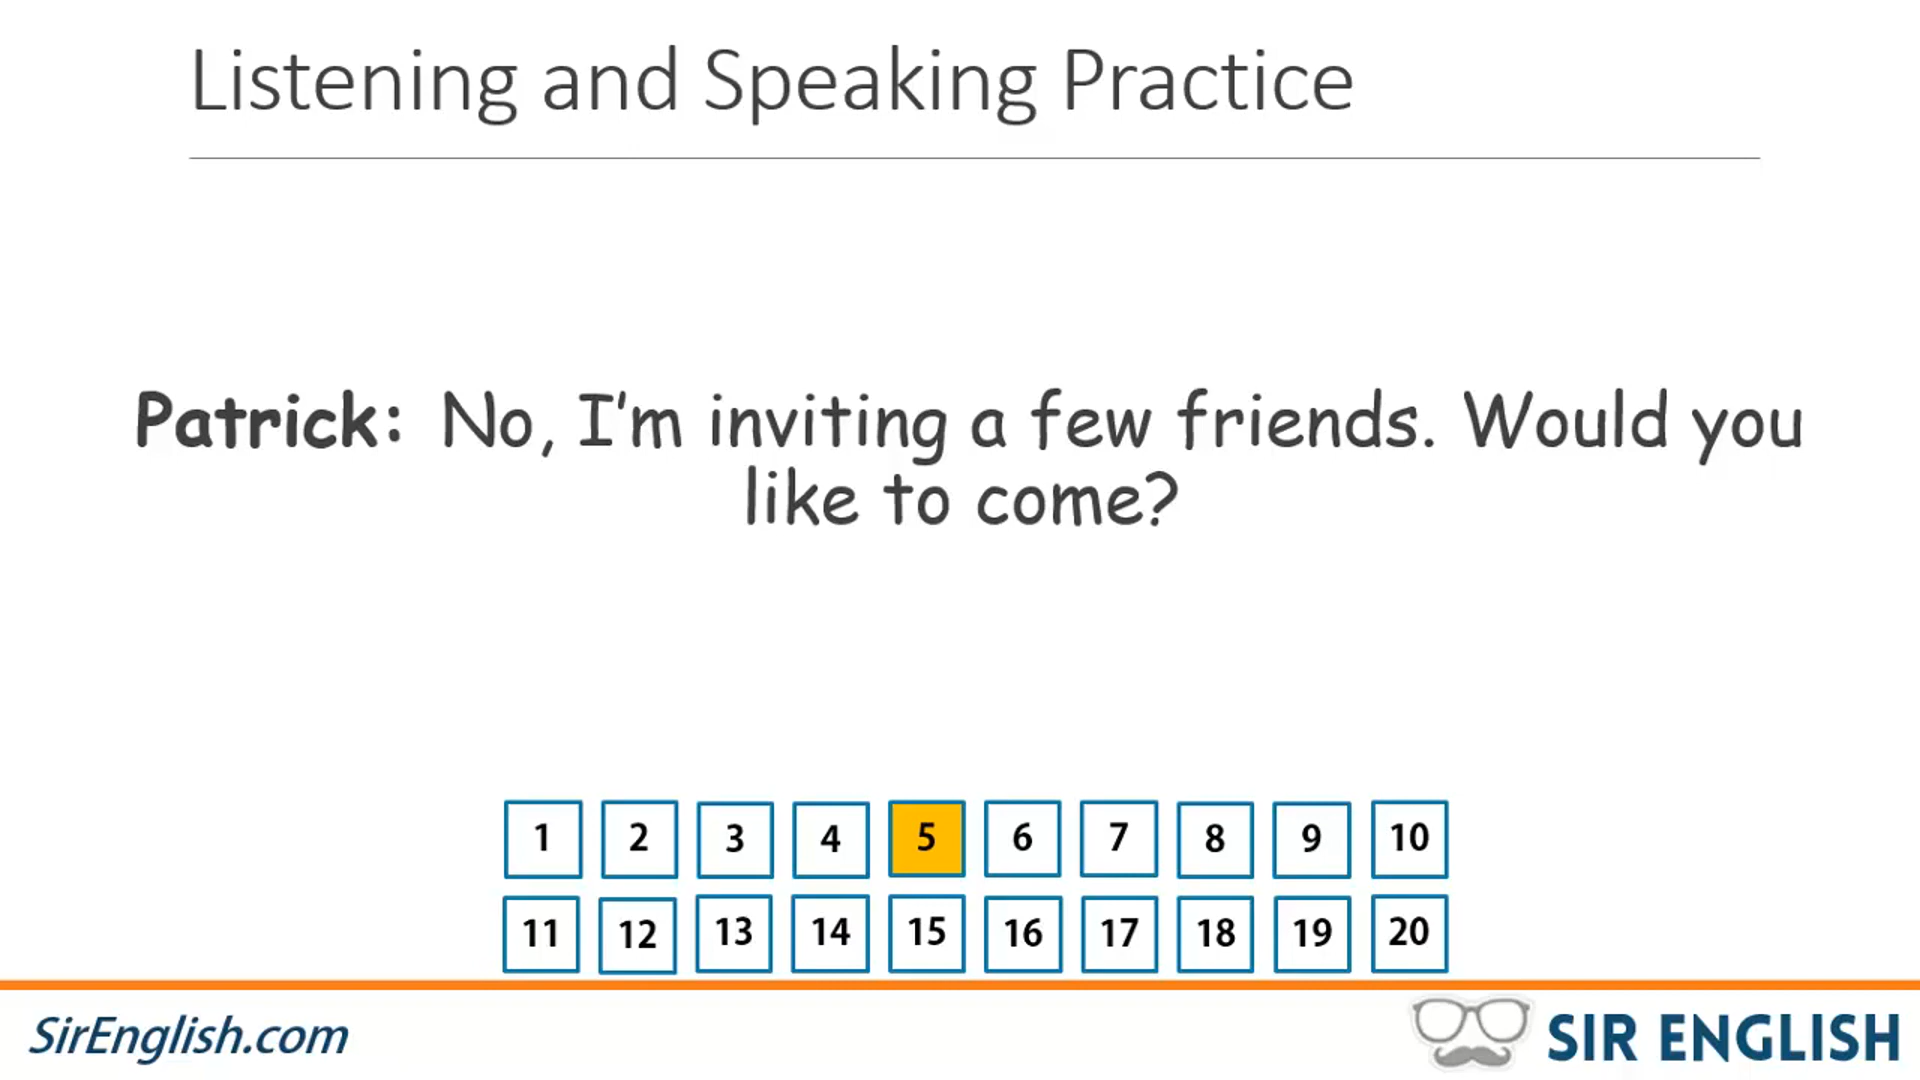 Listening and Speaking Practice
Patrick: No, I'm inviting a few friends. Would you
like to come?
1 2 3 4 5 6 7 8 9 10
11 12 13 14 15 16 17 18 19 20
SirEnglish.com
SIR ENGLISH